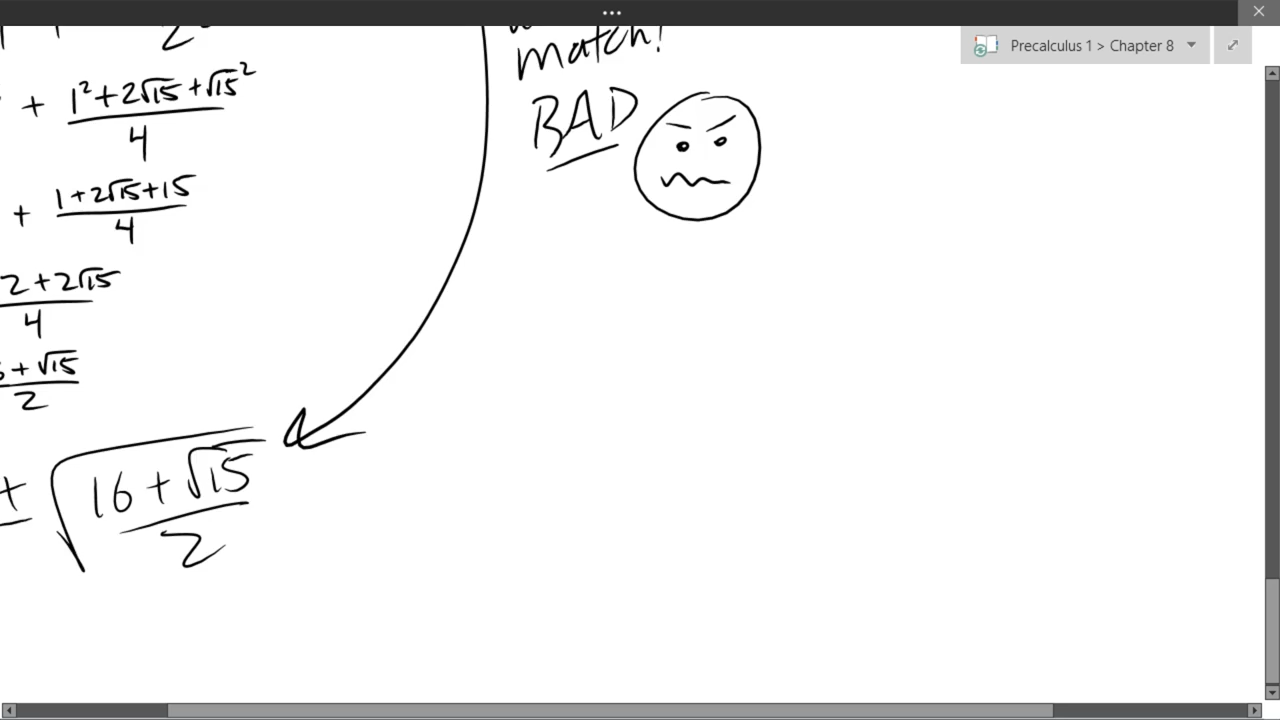 match!
BAD
Precalculus 1 > Chapter 8
+ (1² + 2√15 + √15²)/4
+ (1 + 2√15 + 15)/4
2 + 2√15
4
+ √15
2
± √((16 + √15)/2)